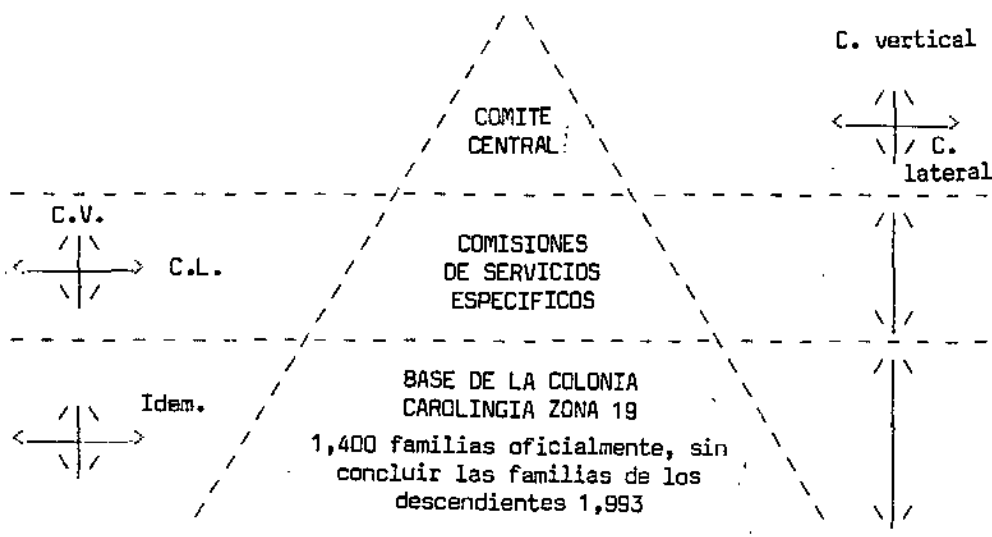 C. vertical
COMITE
CENTRAL
C.
lateral
C.V.
C.L.
COMISIONES
DE SERVICIOS
ESPECIFICOS
Idem.
BASE DE LA COLONIA
CAROLINGIA ZONA 19
1,400 familias oficialmente, sin
concluir las familias de los
descendientes 1,993